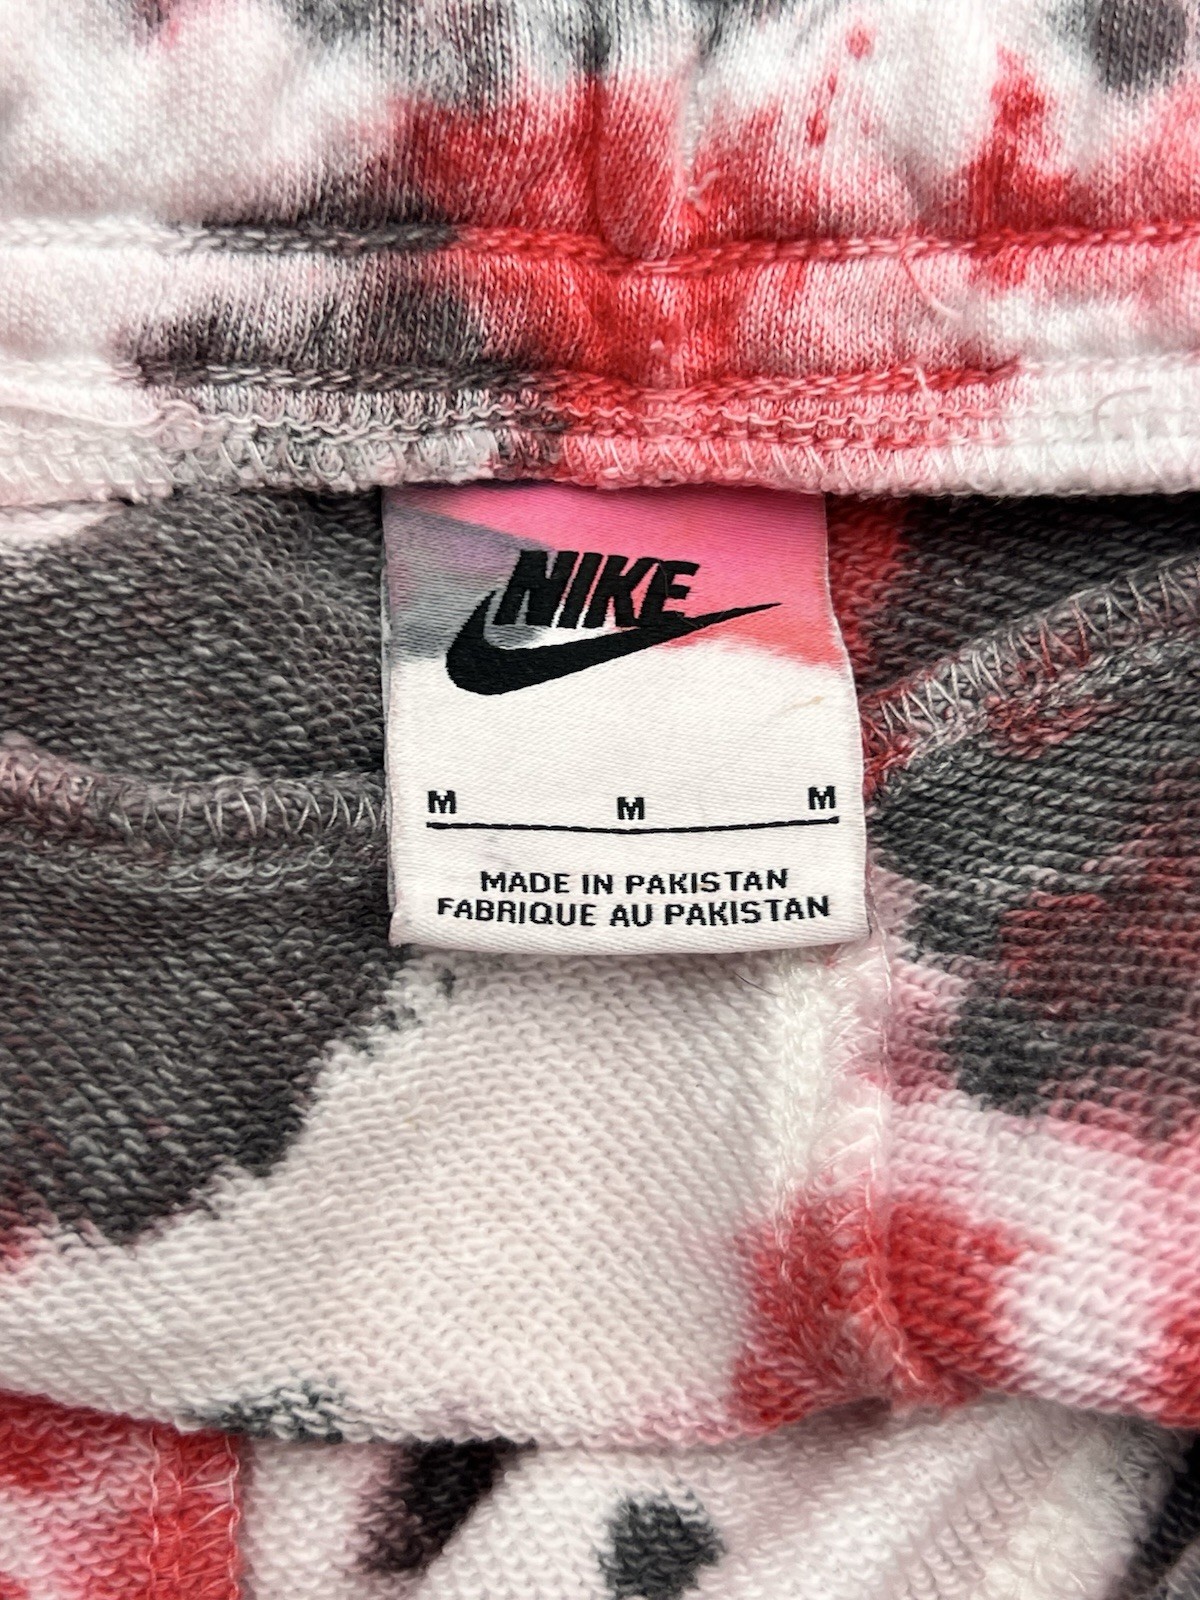 NIKE
M M M
MADE IN PAKISTAN
FABRIQUE AU PAKISTAN